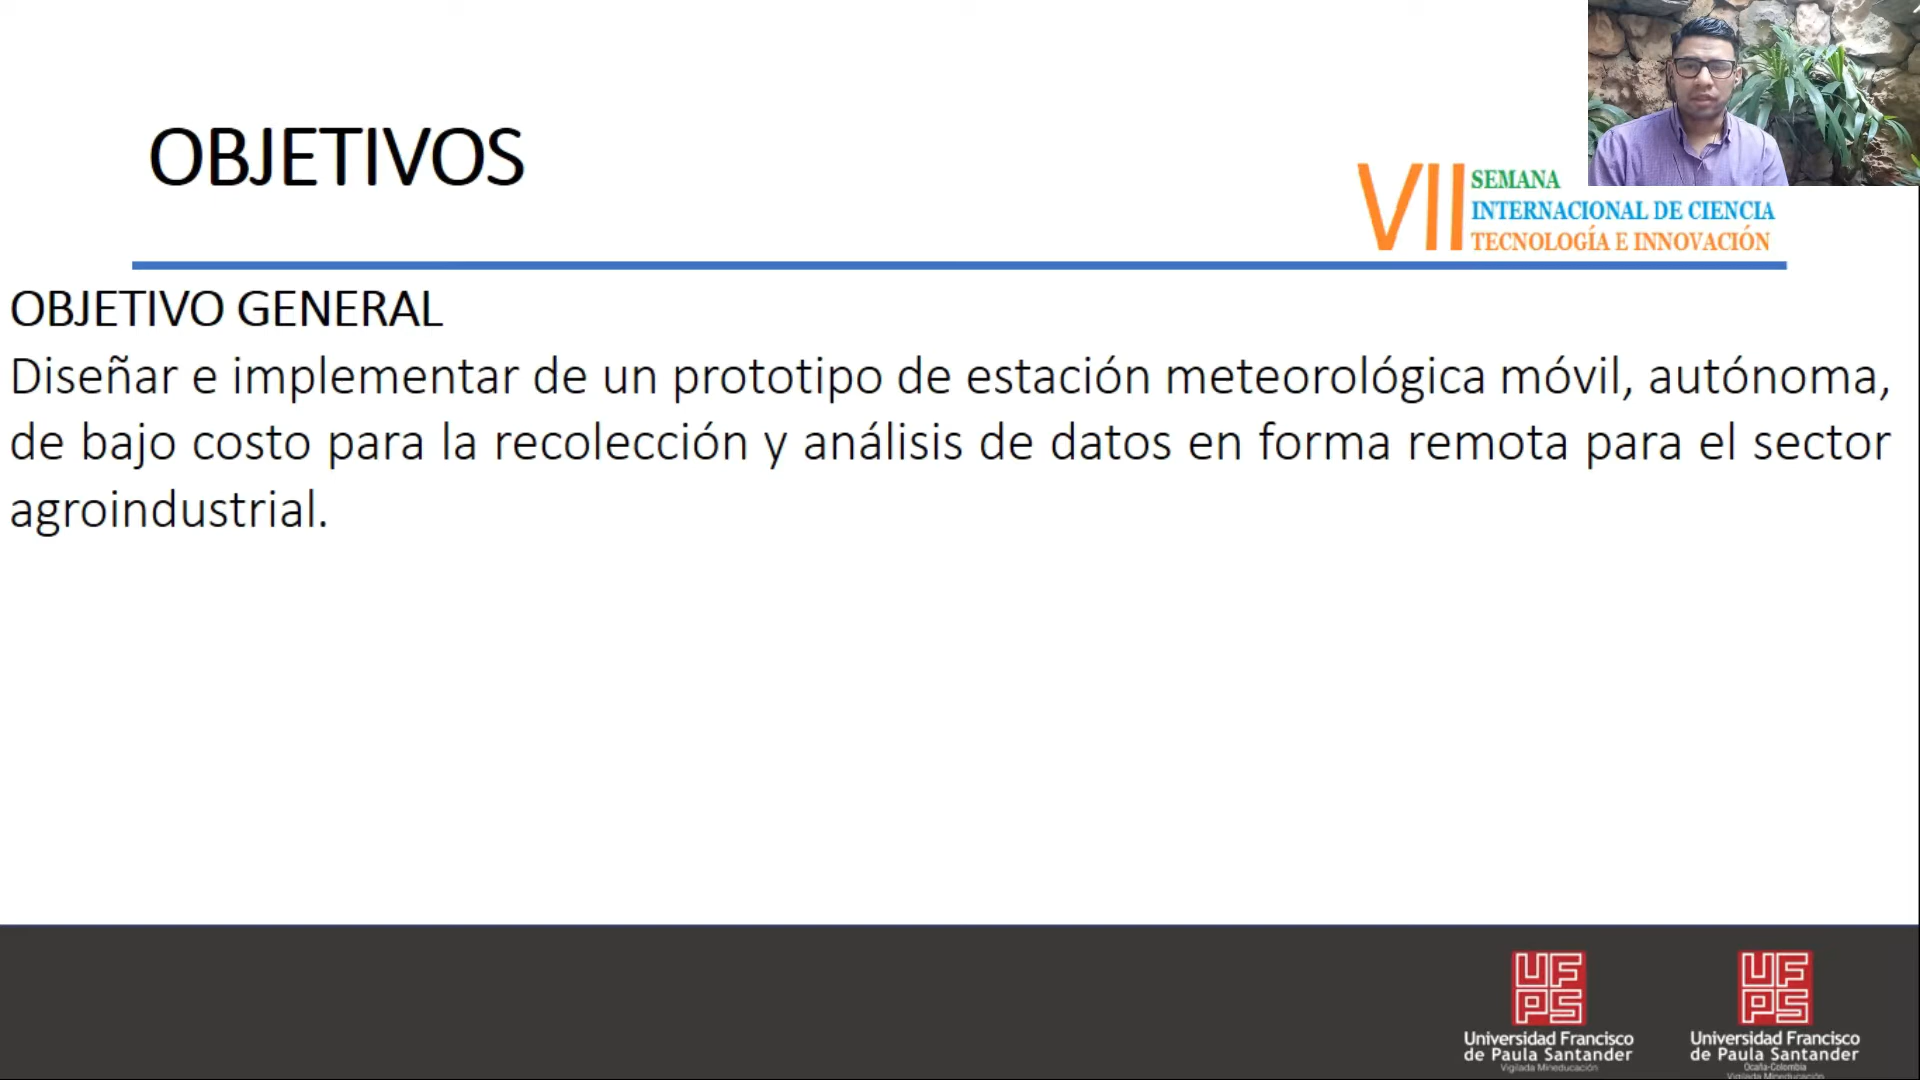 OBJETIVOS
VII
SEMANA
INTERNACIONAL DE CIENCIA
TECNOLOGÍA E INNOVACIÓN
OBJETIVO GENERAL
Diseñar e implementar de un prototipo de estación meteorológica móvil, autónoma,
de bajo costo para la recolección y análisis de datos en forma remota para el sector
agroindustrial.
UFPS
Universidad Francisco
de Paula Santander
Vigilada Mineducación
UFPS
Universidad Francisco
de Paula Santander
Ocaña-Colombia
Vigilada Mineducación